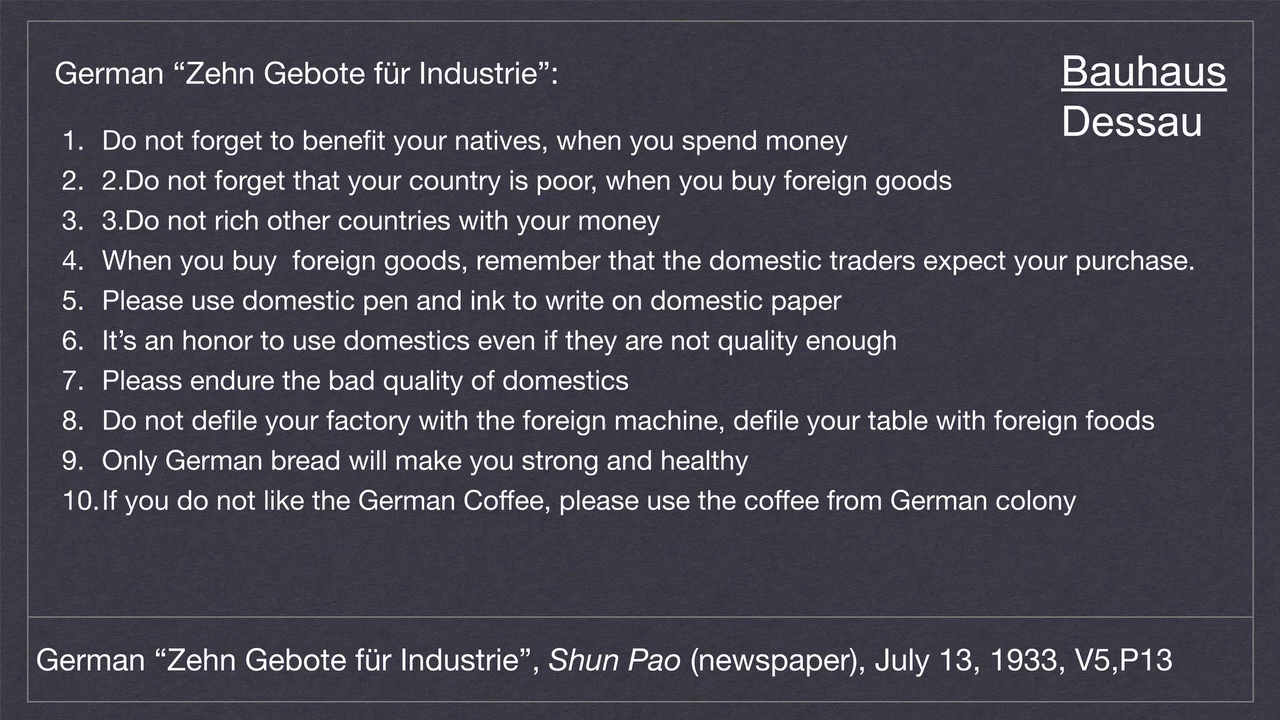 German “Zehn Gebote für Industrie”:
Bauhaus
Dessau
1. Do not forget to benefit your natives, when you spend money
2. 2.Do not forget that your country is poor, when you buy foreign goods
3. 3.Do not rich other countries with your money
4. When you buy  foreign goods, remember that the domestic traders expect your purchase.
5. Please use domestic pen and ink to write on domestic paper
6. It’s an honor to use domestics even if they are not quality enough
7. Pleass endure the bad quality of domestics
8. Do not defile your factory with the foreign machine, defile your table with foreign foods
9. Only German bread will make you strong and healthy
10. If you do not like the German Coffee, please use the coffee from German colony
German “Zehn Gebote für Industrie”, Shun Pao (newspaper), July 13, 1933, V5,P13